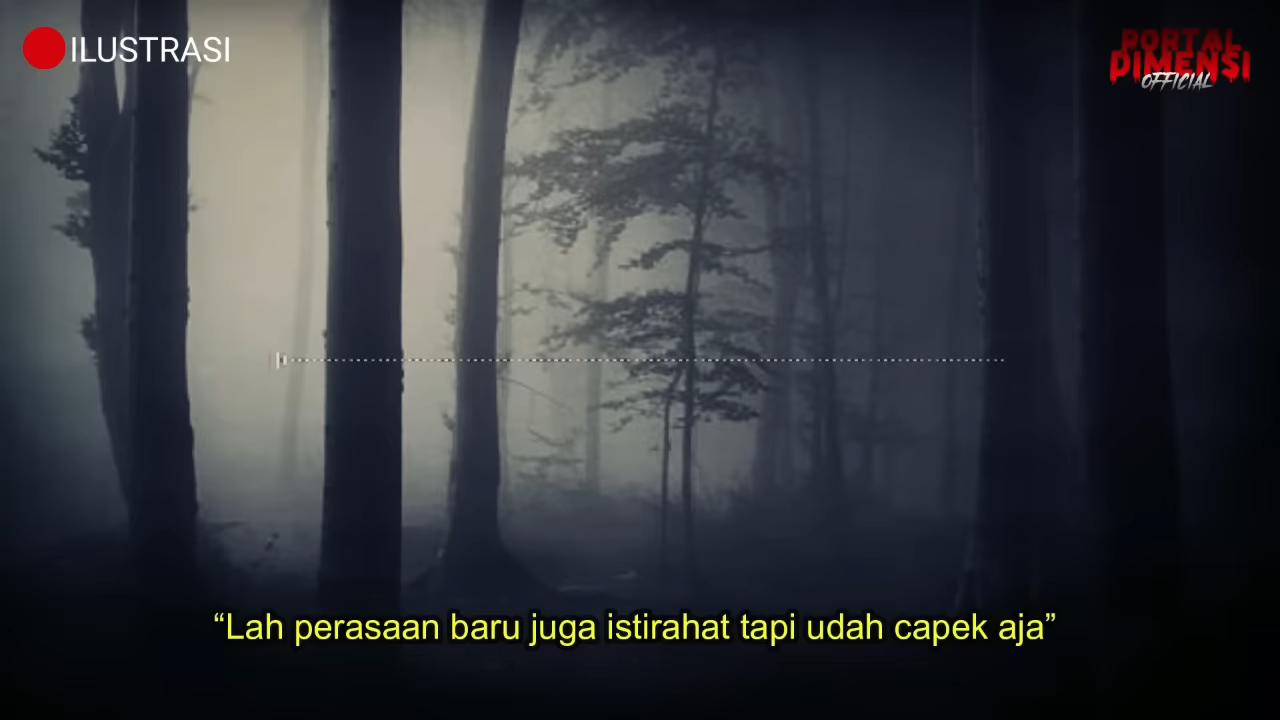 ILUSTRASI
PORTAL
DIMENSI
OFFICIAL
“Lah perasaan baru juga istirahat tapi udah capek aja”